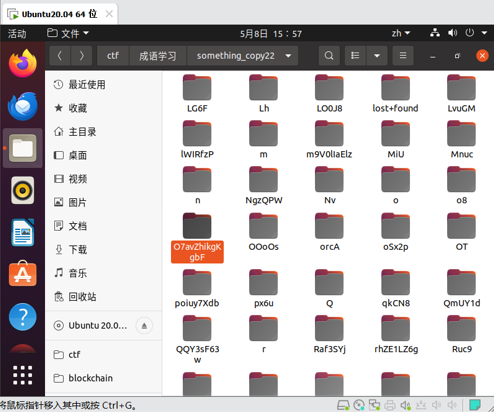 Ubuntu20.04 64 位
活动
文件
5月8日 15：57
zh
ctf
成语学习
something_copy22
最近使用
收藏
主目录
桌面
视频
图片
文档
下载
音乐
回收站
Ubuntu 20.0…
ctf
blockchain
LG6F Lh LO0J8 lost+found LvuGM
m MiU Mnuc
n NgzQPW Nv o o8
O7avZhikgK
gbF
OOoOs orcA oSx2p OT
poiuy7Xdb px6u Q qkCN8 QmUY1d
QQY3sF63
w
r Raf3SYj rhZE1LZ6g Ruc9
将鼠标指针移入其中或按 Ctrl+G。